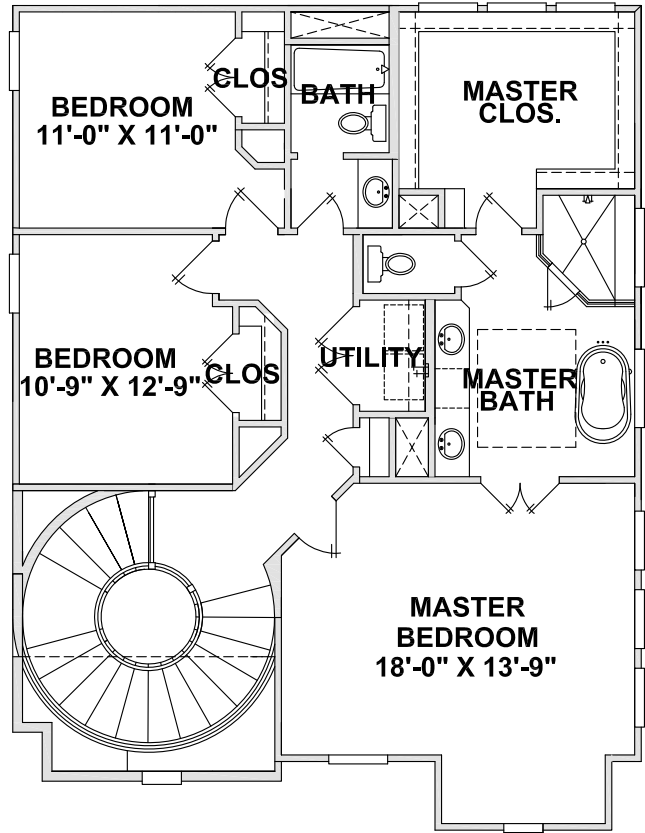 BEDROOM
11'-0" X 11'-0"
CLOS
BATH
MASTER
CLOS.
BEDROOM
10'-9" X 12'-9"
CLOS
UTILITY
MASTER
BATH
MASTER
BEDROOM
18'-0" X 13'-9"